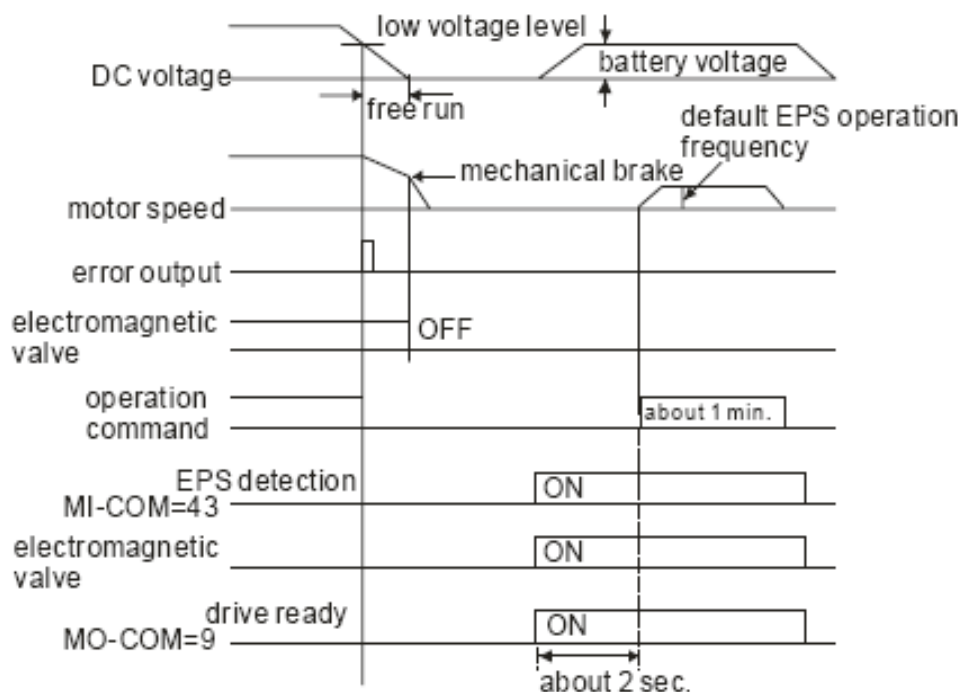 low voltage level
DC voltage
battery voltage
free run
default EPS operation
frequency
mechanical brake
motor speed
error output
electromagnetic
valve
OFF
operation
command
about 1 min.
EPS detection
MI-COM=43
ON
electromagnetic
valve
ON
drive ready
MO-COM=9
ON
about 2 sec.